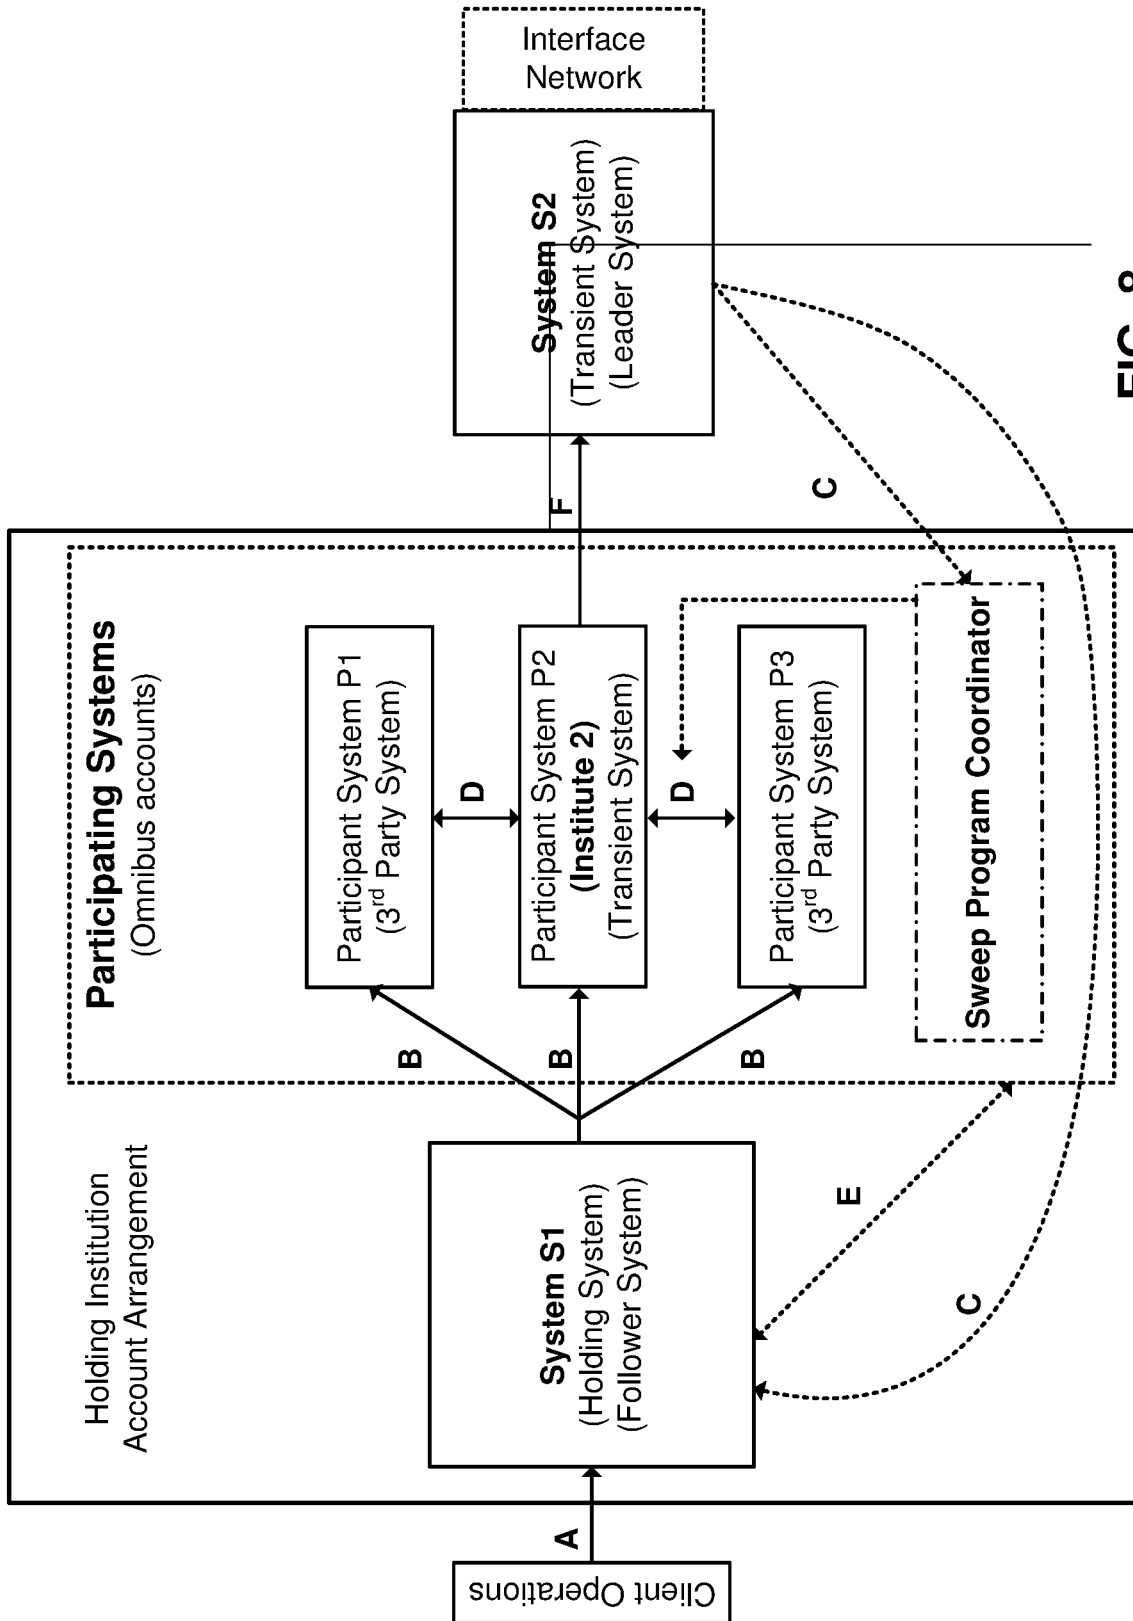 Holding Institution
Account Arrangement
Participating Systems
(Omnibus accounts)
Client Operations
A
System S1
(Holding System)
(Follower System)
B
B
B
Participant System P1
(3rd Party System)
D
Participant System P2
(Institute 2)
(Transient System)
D
Participant System P3
(3rd Party System)
Sweep Program Coordinator
E
C
C
F
System S2
(Transient System)
(Leader System)
Interface
Network